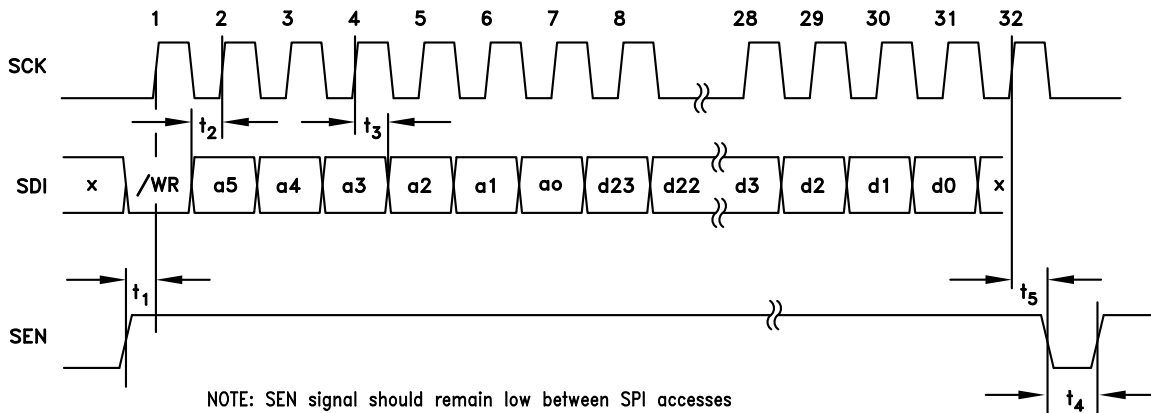 1 2 3 4 5 6 7 8 28 29 30 31 32
SCK
t2 t3
SDI x /WR a5 a4 a3 a2 a1 ao d23 d22 d3 d2 d1 d0 x
t1 t5
SEN
NOTE: SEN signal should remain low between SPI accesses
t4